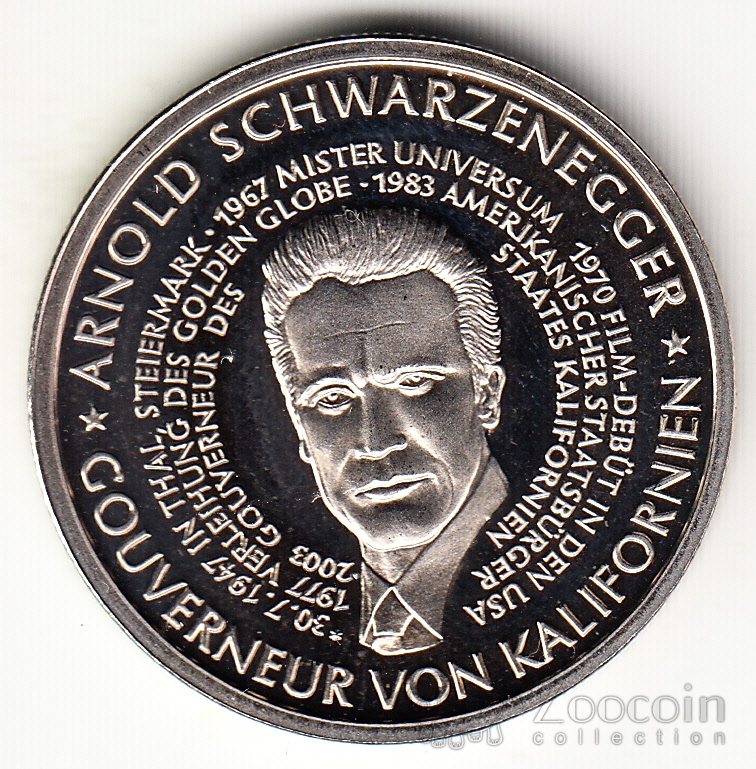 ★ ARNOLD SCHWARZENEGGER ★
GOUVERNEUR VON KALIFORNIEN
*30.7.1947 IN THAL, STEIERMARK · 1967 MISTER UNIVERSUM 1970 FILM-DEBÜT IN DEN USA
1977 VERLEIHUNG DES GOLDEN GLOBE · 1983 AMERIKANISCHER STAATSBÜRGER
·2003 GOUVERNEUR DES STAATES KALIFORNIEN
Zoocoin
collection